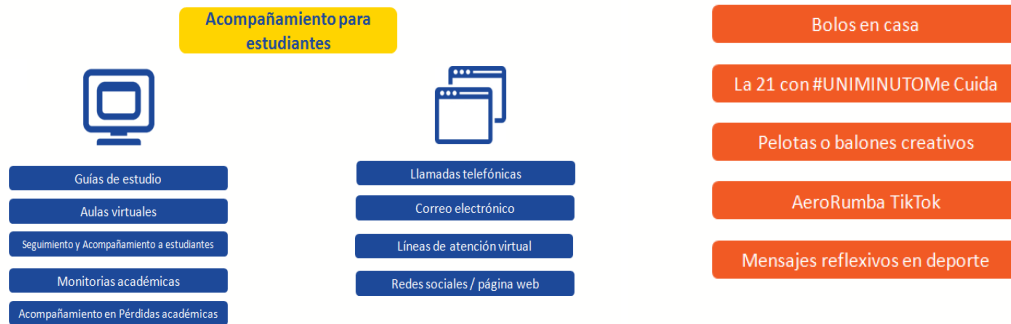 Acompañamiento para
estudiantes
Guías de estudio
Aulas virtuales
Seguimiento y Acompañamiento a estudiantes
Monitorias académicas
Acompañamiento en Pérdidas académicas
Llamadas telefónicas
Correo electrónico
Líneas de atención virtual
Redes sociales / página web
Bolos en casa
La 21 con #UNIMINUTOMe Cuida
Pelotas o balones creativos
AeroRumba TikTok
Mensajes reflexivos en deporte